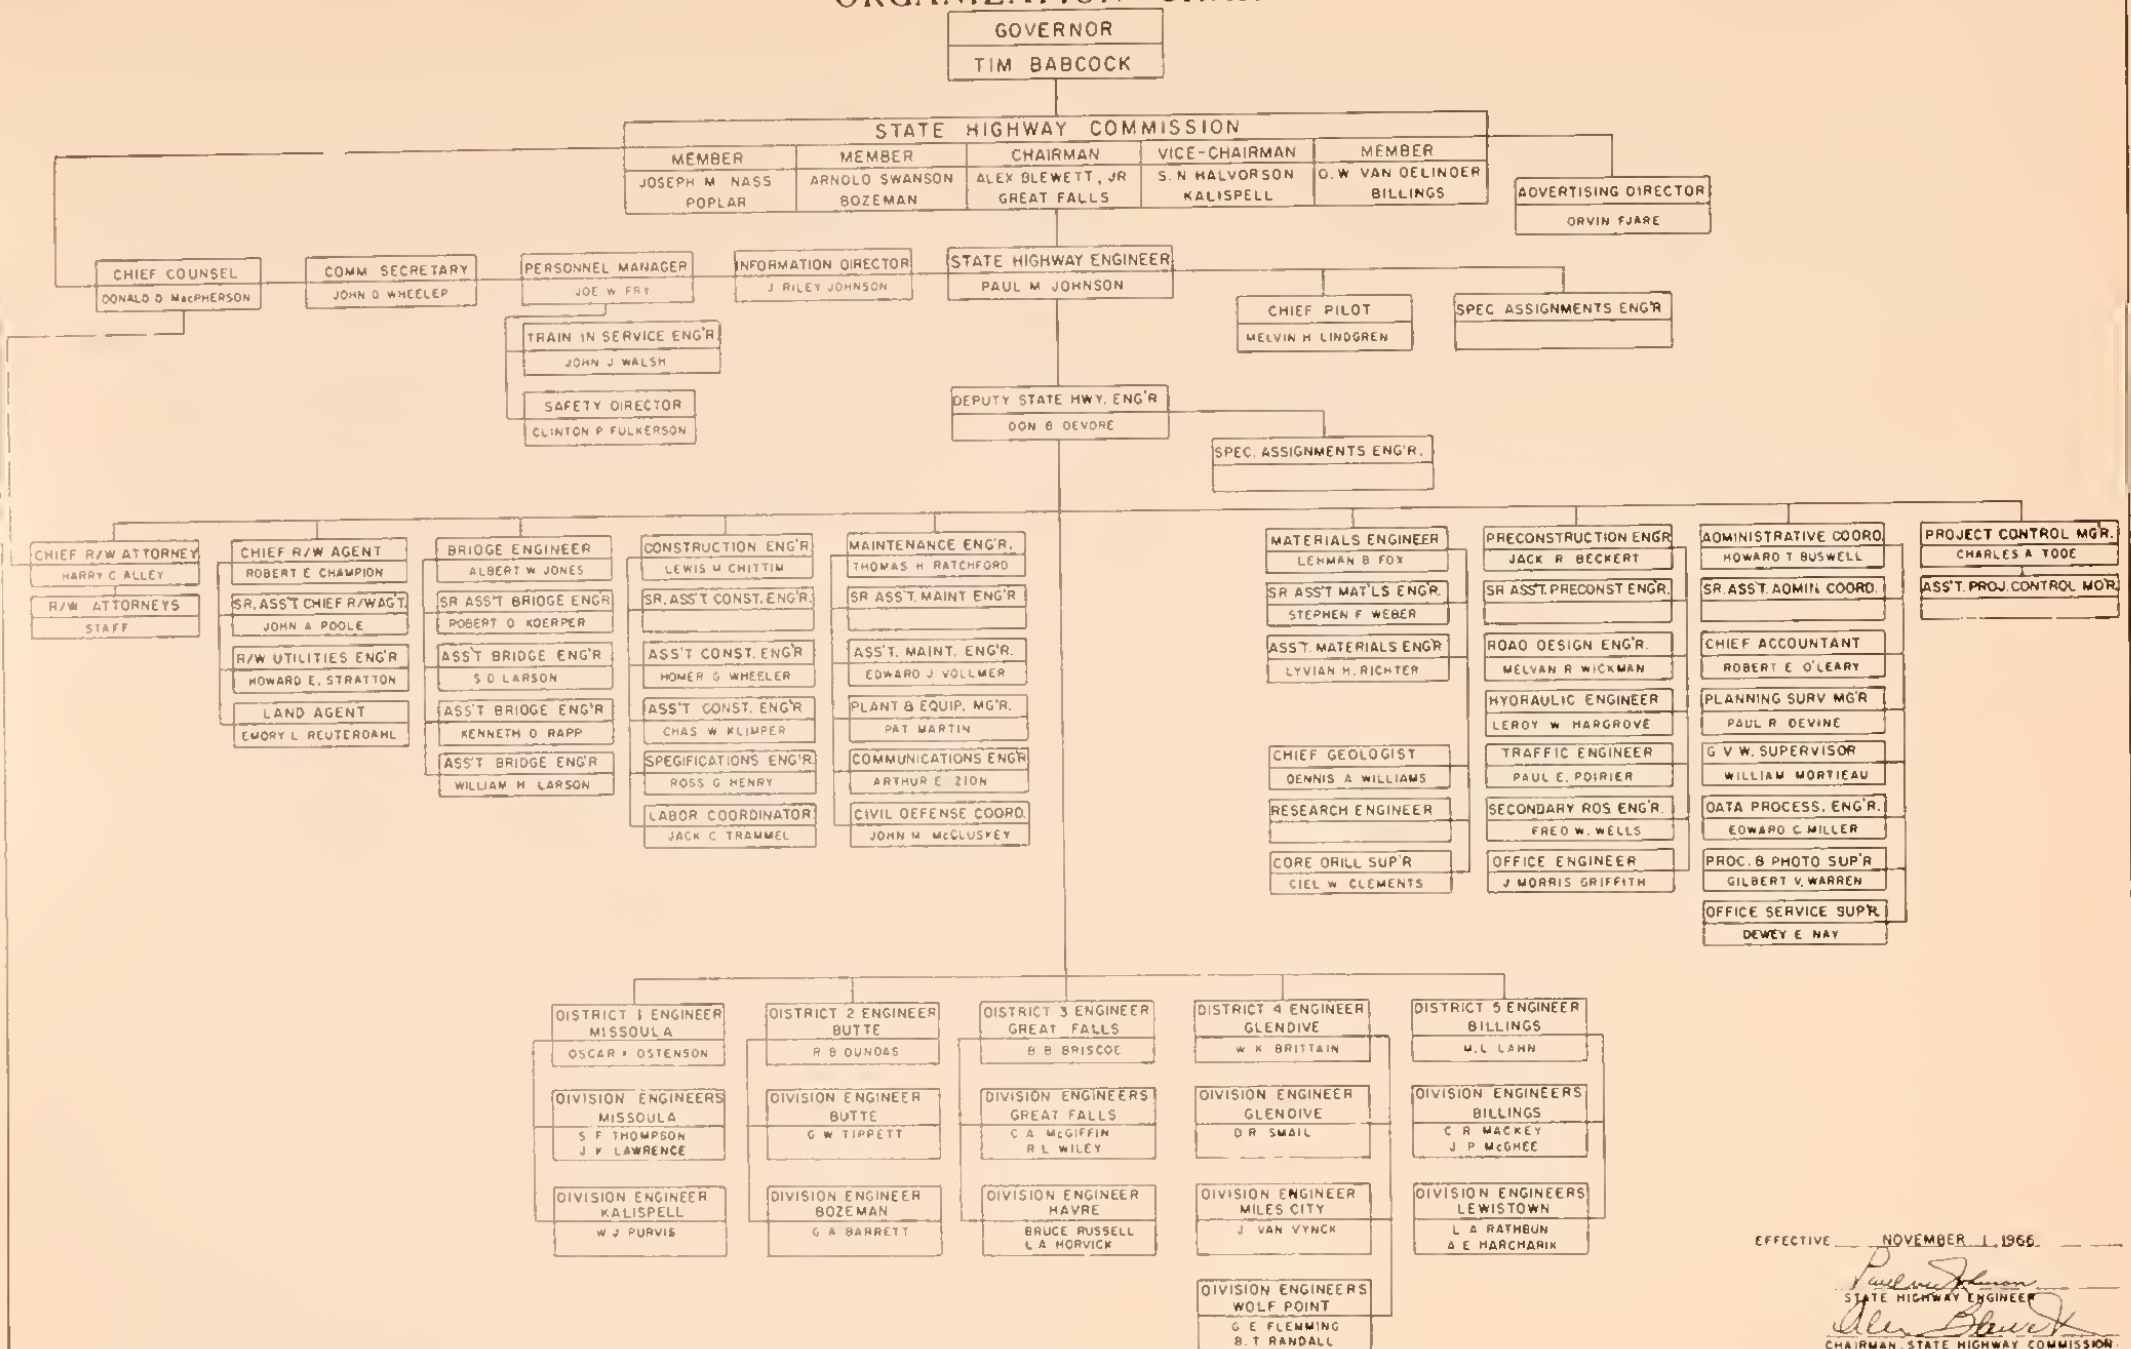 ORGANIZATION CHART
GOVERNOR
TIM BABCOCK
STATE HIGHWAY COMMISSION
MEMBER
JOSEPH M NASS
POPLAR
MEMBER
ARNOLD SWANSON
BOZEMAN
CHAIRMAN
ALEX BLEWETT, JR
GREAT FALLS
VICE-CHAIRMAN
S. N HALVORSON
KALISPELL
MEMBER
O. W VAN DELINDER
BILLINGS
ADVERTISING DIRECTOR
ORVIN FJARE
CHIEF COUNSEL
DONALD D MacPHERSON
COMM SECRETARY
JOHN D WHEELER
PERSONNEL MANAGER
JOE W FRY
INFORMATION DIRECTOR
J RILEY JOHNSON
STATE HIGHWAY ENGINEER
PAUL M JOHNSON
CHIEF PILOT
MELVIN H LINDGREN
SPEC ASSIGNMENTS ENG'R
TRAIN IN SERVICE ENG'R
JOHN J WALSH
SAFETY DIRECTOR
CLINTON P FULKERSON
DEPUTY STATE HWY. ENG'R
DON B DEVORE
SPEC. ASSIGNMENTS ENG'R.
CHIEF R/W ATTORNEY
HARRY C ALLEY
R/W ATTORNEYS
STAFF
CHIEF R/W AGENT
ROBERT E CHAMPION
SR. ASS'T CHIEF R/W AG'T.
JOHN A POOLE
R/W UTILITIES ENG'R
HOWARD E. STRATTON
LAND AGENT
EMORY L REUTERDAHL
BRIDGE ENGINEER
ALBERT W JONES
SR ASS'T BRIDGE ENGR
ROBERT O KOERPER
ASS'T BRIDGE ENG'R
S O LARSON
ASS'T BRIDGE ENG'R
KENNETH O RAPP
ASS'T BRIDGE ENG'R
WILLIAM H LARSON
CONSTRUCTION ENG'R
LEWIS M CHITTIM
SR. ASS'T CONST. ENG'R.
ASS'T CONST. ENG'R
HOMER G WHEELER
ASS'T CONST. ENG'R
CHAS W KLIMPER
SPECIFICATIONS ENG'R
ROSS G HENRY
LABOR COORDINATOR
JACK C TRAMMEL
MAINTENANCE ENG'R.
THOMAS H RATCHFORD
SR ASS'T. MAINT ENG'R
ASS'T. MAINT. ENG'R.
EDWARD J VOLLMER
PLANT & EQUIP. MG'R.
PAT MARTIN
COMMUNICATIONS ENG'R
ARTHUR E ZION
CIVIL DEFENSE COORD.
JOHN M McCLUSKEY
MATERIALS ENGINEER
LEHMAN B FOX
SR ASS'T MAT'LS ENG'R.
STEPHEN F WEBER
ASS'T. MATERIALS ENG'R
LYVIAN H. RICHTER
CHIEF GEOLOGIST
DENNIS A WILLIAMS
RESEARCH ENGINEER
CORE DRILL SUP'R
CIEL W CLEMENTS
PRECONSTRUCTION ENGR
JACK R BECKERT
SR ASS'T. PRECONST ENGR.
ROAD DESIGN ENG'R.
MELVAN R WICKMAN
HYDRAULIC ENGINEER
LEROY W HARGROVE
TRAFFIC ENGINEER
PAUL E. POIRIER
SECONDARY RDS ENG'R.
FRED W. WELLS
OFFICE ENGINEER
J MORRIS GRIFFITH
ADMINISTRATIVE COORD.
HOWARD T BUSWELL
SR. ASS'T. ADMIN COORD.
CHIEF ACCOUNTANT
ROBERT E O'LEARY
PLANNING SURV MG'R
PAUL R DEVINE
G V W. SUPERVISOR
WILLIAM MORTIEAU
DATA PROCESS. ENG'R.
EDWARD C MILLER
PROC. & PHOTO SUP'R
GILBERT V. WARREN
OFFICE SERVICE SUP'R.
DEWEY E NAY
PROJECT CONTROL MG'R.
CHARLES A TOOE
ASS'T. PROJ. CONTROL MG'R.
DISTRICT 1 ENGINEER
MISSOULA
OSCAR OSTENSON
DIVISION ENGINEERS
MISSOULA
S F THOMPSON
J K LAWRENCE
DIVISION ENGINEER
KALISPELL
W J PURVIS
DISTRICT 2 ENGINEER
BUTTE
R B DUNDAS
DIVISION ENGINEER
BUTTE
G W TIPPETT
DIVISION ENGINEER
BOZEMAN
G A BARRETT
DISTRICT 3 ENGINEER
GREAT FALLS
B B BRISCOE
DIVISION ENGINEERS
GREAT FALLS
C A McGIFFIN
R L WILEY
DIVISION ENGINEER
HAVRE
BRUCE RUSSELL
L A HORVICK
DISTRICT 4 ENGINEER
GLENDIVE
W K BRITTAIN
DIVISION ENGINEER
GLENDIVE
D R SMAIL
DIVISION ENGINEER
MILES CITY
J VAN VYNCK
DIVISION ENGINEERS
WOLF POINT
G E FLEMMING
B. T RANDALL
DISTRICT 5 ENGINEER
BILLINGS
M. L LAHN
DIVISION ENGINEERS
BILLINGS
C R MACKEY
J P McGHEE
DIVISION ENGINEERS
LEWISTOWN
L A RATHBUN
A E HARCHARIK
EFFECTIVE NOVEMBER 1, 1966
Paul M Johnson
STATE HIGHWAY ENGINEER
Alex Blewett
CHAIRMAN, STATE HIGHWAY COMMISSION